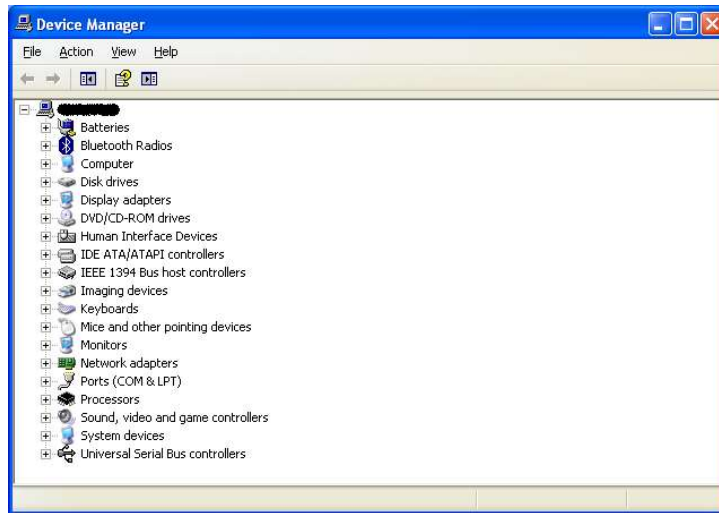 Device Manager
File Action View Help
Batteries
Bluetooth Radios
Computer
Disk drives
Display adapters
DVD/CD-ROM drives
Human Interface Devices
IDE ATA/ATAPI controllers
IEEE 1394 Bus host controllers
Imaging devices
Keyboards
Mice and other pointing devices
Monitors
Network adapters
Ports (COM & LPT)
Processors
Sound, video and game controllers
System devices
Universal Serial Bus controllers